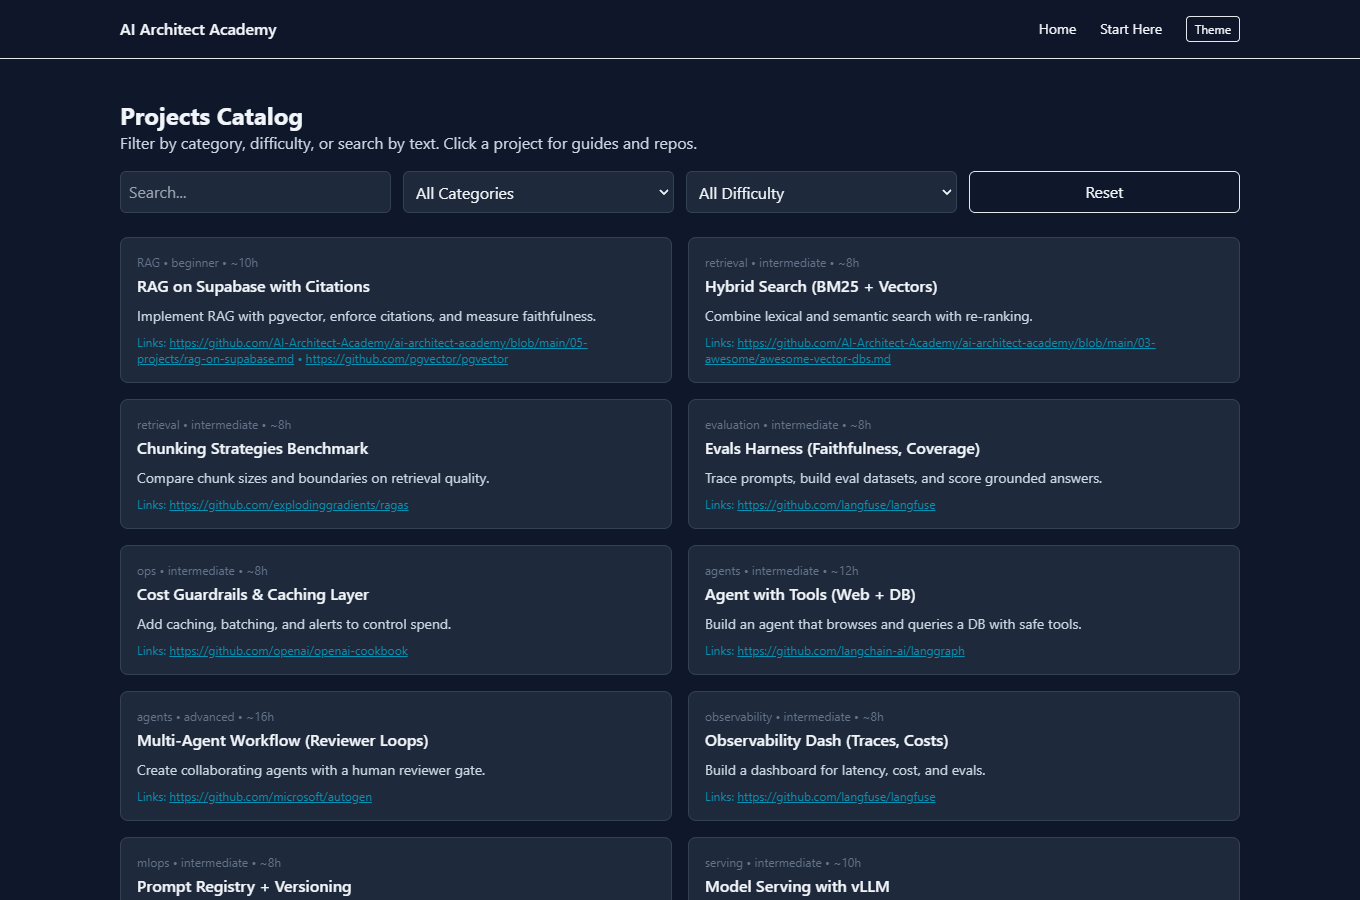 AI Architect Academy
Home
Start Here
Theme
Projects Catalog
Filter by category, difficulty, or search by text. Click a project for guides and repos.
Search...
All Categories
All Difficulty
Reset
RAG • beginner • ~10h
RAG on Supabase with Citations
Implement RAG with pgvector, enforce citations, and measure faithfulness.
Links: https://github.com/AI-Architect-Academy/ai-architect-academy/blob/main/05-
projects/rag-on-supabase.md • https://github.com/pgvector/pgvector
retrieval • intermediate • ~8h
Hybrid Search (BM25 + Vectors)
Combine lexical and semantic search with re-ranking.
Links: https://github.com/AI-Architect-Academy/ai-architect-academy/blob/main/03-
awesome/awesome-vector-dbs.md
retrieval • intermediate • ~8h
Chunking Strategies Benchmark
Compare chunk sizes and boundaries on retrieval quality.
Links: https://github.com/explodinggradients/ragas
evaluation • intermediate • ~8h
Evals Harness (Faithfulness, Coverage)
Trace prompts, build eval datasets, and score grounded answers.
Links: https://github.com/langfuse/langfuse
ops • intermediate • ~8h
Cost Guardrails & Caching Layer
Add caching, batching, and alerts to control spend.
Links: https://github.com/openai/openai-cookbook
agents • intermediate • ~12h
Agent with Tools (Web + DB)
Build an agent that browses and queries a DB with safe tools.
Links: https://github.com/langchain-ai/langgraph
agents • advanced • ~16h
Multi-Agent Workflow (Reviewer Loops)
Create collaborating agents with a human reviewer gate.
Links: https://github.com/microsoft/autogen
observability • intermediate • ~8h
Observability Dash (Traces, Costs)
Build a dashboard for latency, cost, and evals.
Links: https://github.com/langfuse/langfuse
mlops • intermediate • ~8h
Prompt Registry + Versioning
serving • intermediate • ~10h
Model Serving with vLLM